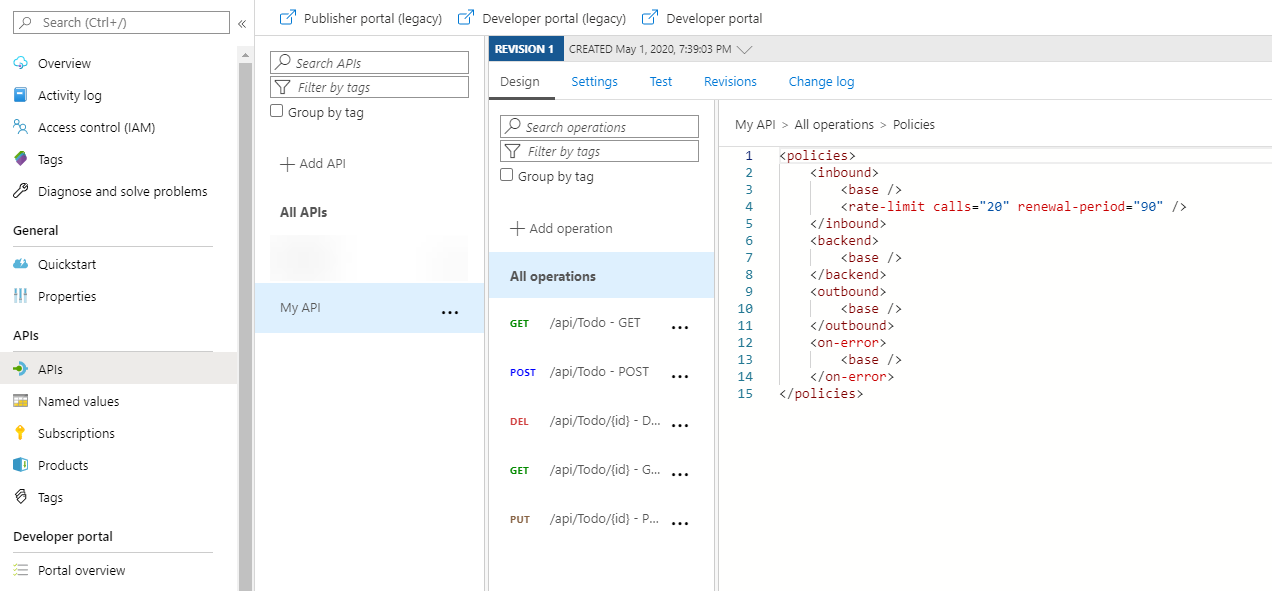 Search (Ctrl+/)
«
Overview
Activity log
Access control (IAM)
Tags
Diagnose and solve problems
General
Quickstart
Properties
APIs
APIs
Named values
Subscriptions
Products
Tags
Developer portal
Portal overview
Publisher portal (legacy)
Developer portal (legacy)
Developer portal
Search APIs
Filter by tags
Group by tag
+ Add API
All APIs
My API ...
REVISION 1 CREATED May 1, 2020, 7:39:03 PM
Design Settings Test Revisions Change log
Search operations
Filter by tags
Group by tag
+ Add operation
All operations
GET /api/Todo - GET ...
POST /api/Todo - POST ...
DEL /api/Todo/{id} - D... ...
GET /api/Todo/{id} - G... ...
PUT /api/Todo/{id} - P... ...
My API > All operations > Policies
1 <policies>
2 <inbound>
3 <base />
4 <rate-limit calls="20" renewal-period="90" />
5 </inbound>
6 <backend>
7 <base />
8 </backend>
9 <outbound>
10 <base />
11 </outbound>
12 <on-error>
13 <base />
14 </on-error>
15 </policies>